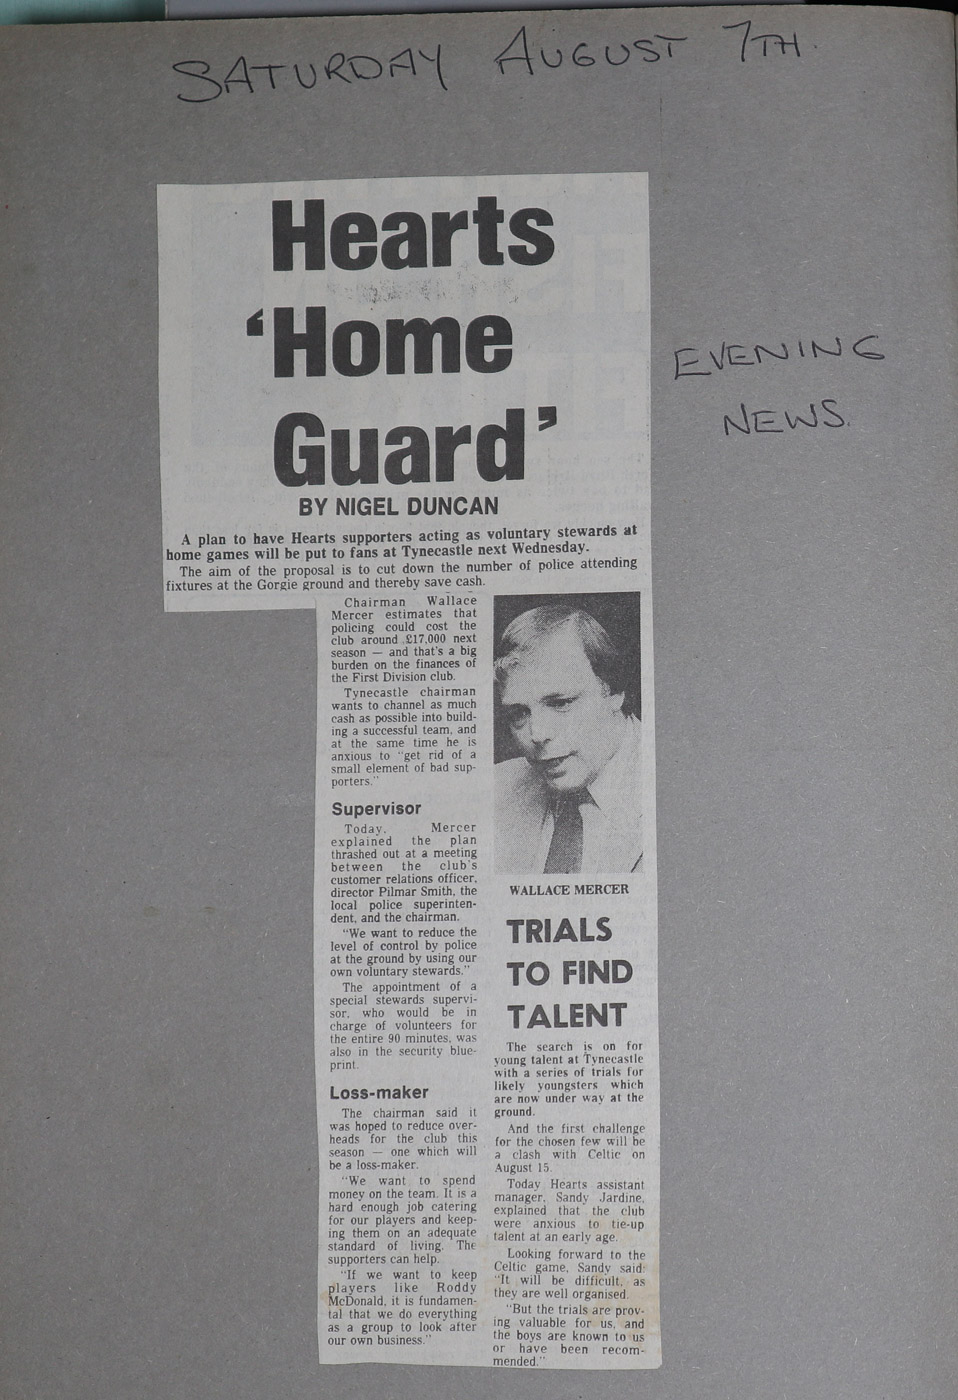 SATURDAY AUGUST 7TH.
EVENING
NEWS.
Hearts
‘Home
Guard’
BY NIGEL DUNCAN
A plan to have Hearts supporters acting as voluntary stewards at
home games will be put to fans at Tynecastle next Wednesday.
The aim of the proposal is to cut down the number of police attending
fixtures at the Gorgie ground and thereby save cash.
Chairman Wallace
Mercer estimates that
policing could cost the
club around £17,000 next
season — and that's a big
burden on the finances of
the First Division club.
Tynecastle chairman
wants to channel as much
cash as possible into build-
ing a successful team, and
at the same time he is
anxious to "get rid of a
small element of bad sup-
porters."
Supervisor
Today, Mercer
explained the plan
thrashed out at a meeting
between the club's
customer relations officer,
director Pilmar Smith, the
local police superinten-
dent, and the chairman.
"We want to reduce the
level of control by police
at the ground by using our
own voluntary stewards."
The appointment of a
special stewards supervi-
sor, who would be in
charge of volunteers for
the entire 90 minutes, was
also in the security blue-
print.
Loss-maker
The chairman said it
was hoped to reduce over-
heads for the club this
season — one which will
be a loss-maker.
"We want to spend
money on the team. It is a
hard enough job catering
for our players and keep-
ing them on an adequate
standard of living. The
supporters can help.
"If we want to keep
players like Roddy
McDonald, it is fundamen-
tal that we do everything
as a group to look after
our own business."
WALLACE MERCER
TRIALS
TO FIND
TALENT
The search is on for
young talent at Tynecastle
with a series of trials for
likely youngsters which
are now under way at the
ground.
And the first challenge
for the chosen few will be
a clash with Celtic on
August 15.
Today Hearts assistant
manager, Sandy Jardine,
explained that the club
were anxious to tie-up
talent at an early age.
Looking forward to the
Celtic game, Sandy said:
"It will be difficult, as
they are well organised.
"But the trials are prov-
ing valuable for us, and
the boys are known to us
or have been recom-
mended."